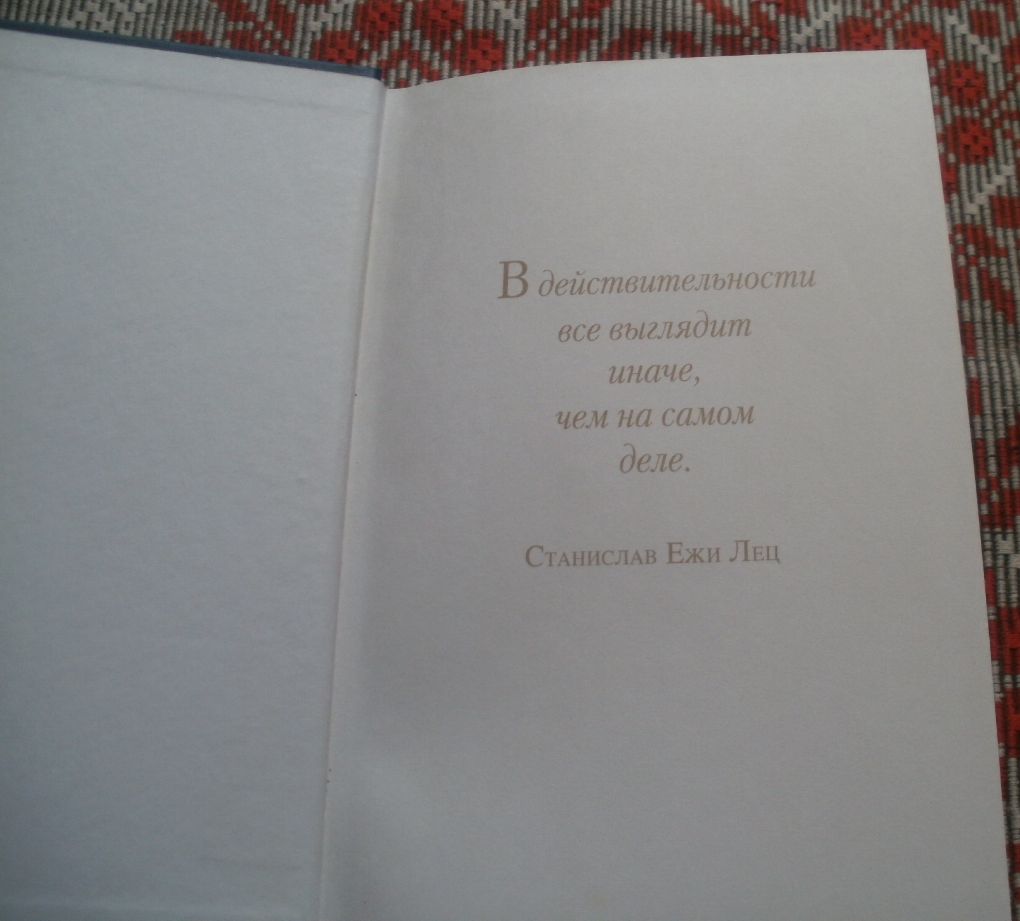 В действительности
все выглядит
иначе,
чем на самом
деле.
Станислав Ежи Лец